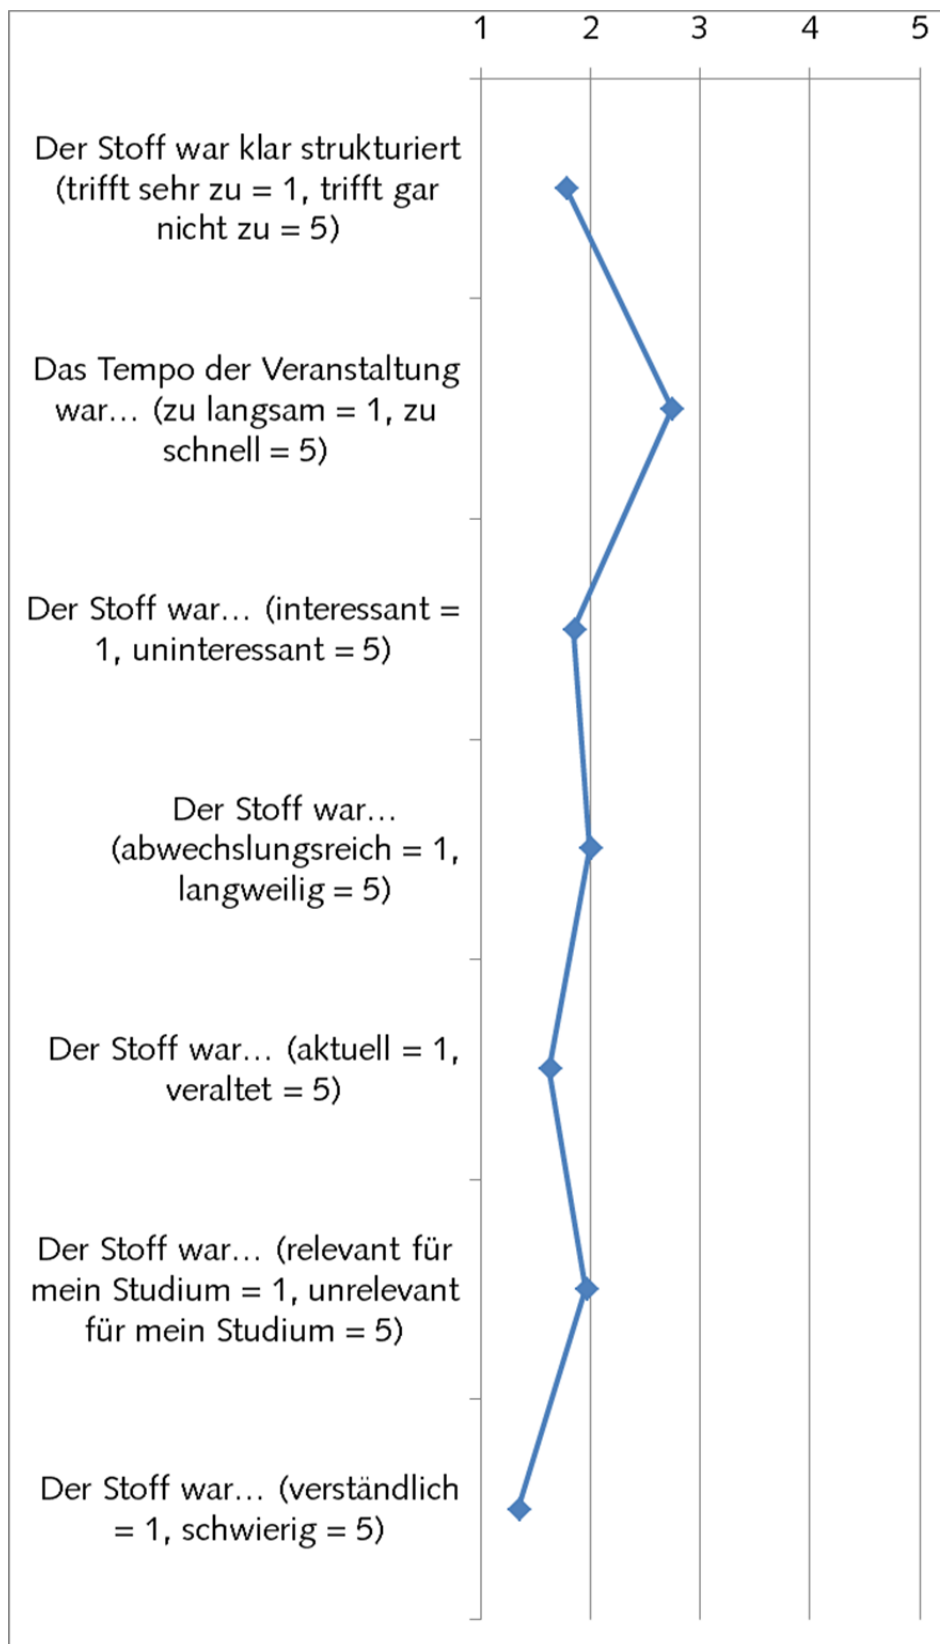 1 2 3 4 5
Der Stoff war klar strukturiert
(trifft sehr zu = 1, trifft gar
nicht zu = 5)
Das Tempo der Veranstaltung
war... (zu langsam = 1, zu
schnell = 5)
Der Stoff war... (interessant =
1, uninteressant = 5)
Der Stoff war...
(abwechslungsreich = 1,
langweilig = 5)
Der Stoff war... (aktuell = 1,
veraltet = 5)
Der Stoff war... (relevant für
mein Studium = 1, unrelevant
für mein Studium = 5)
Der Stoff war... (verständlich
= 1, schwierig = 5)